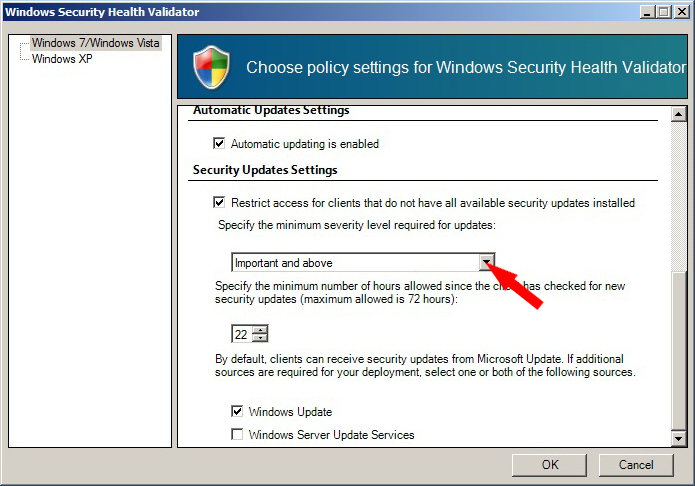 Windows Security Health Validator
Windows 7/Windows Vista
Windows XP
Choose policy settings for Windows Security Health Validator
Automatic Updates Settings
Automatic updating is enabled
Security Updates Settings
Restrict access for clients that do not have all available security updates installed
Specify the minimum severity level required for updates:
Important and above
Specify the minimum number of hours allowed since the client has checked for new
security updates (maximum allowed is 72 hours):
22
By default, clients can receive security updates from Microsoft Update. If additional
sources are required for your deployment, select one or both of the following sources.
Windows Update
Windows Server Update Services
OK
Cancel